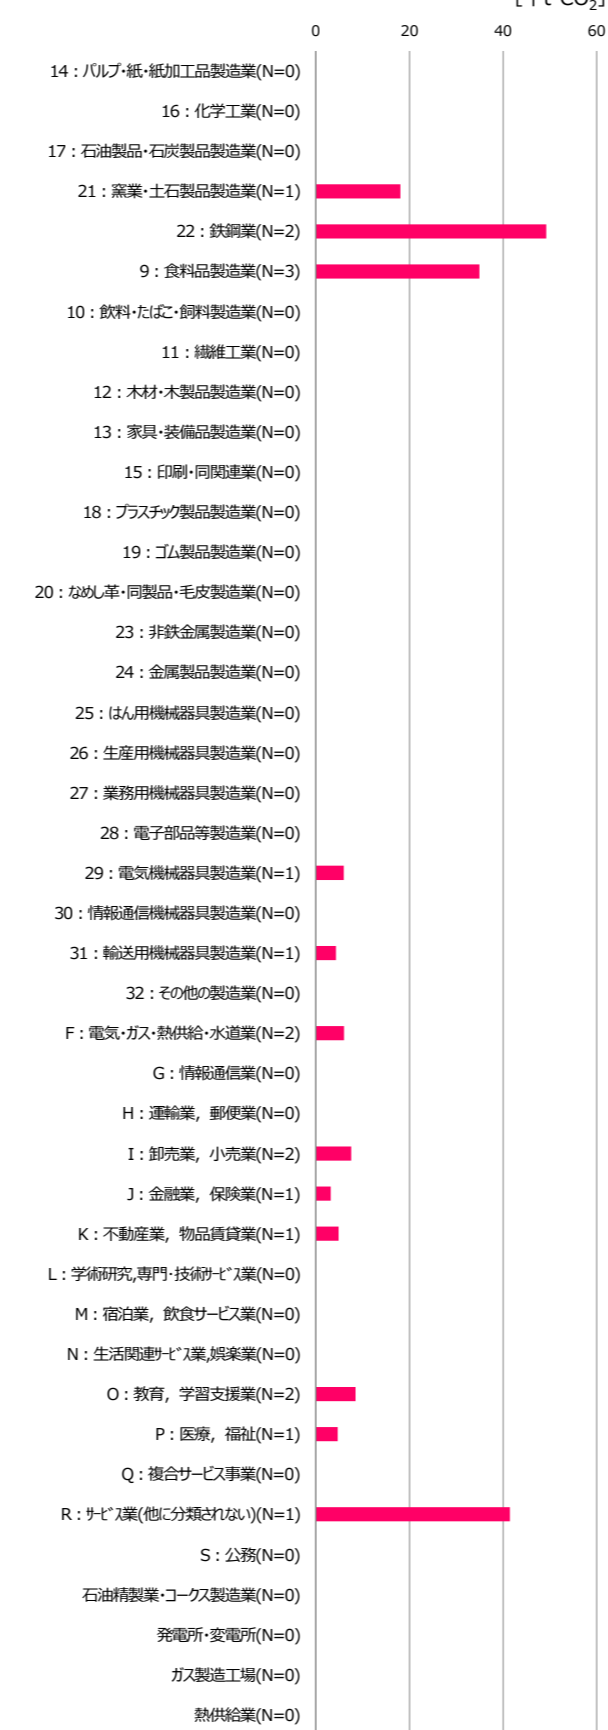 CO2]
0 20 40 60
14：パルプ・紙・紙加工品製造業(N=0)
16：化学工業(N=0)
17：石油製品・石炭製品製造業(N=0)
21：窯業・土石製品製造業(N=1)
22：鉄鋼業(N=2)
9：食料品製造業(N=3)
10：飲料・たばこ・飼料製造業(N=0)
11：繊維工業(N=0)
12：木材・木製品製造業(N=0)
13：家具・装備品製造業(N=0)
15：印刷・同関連業(N=0)
18：プラスチック製品製造業(N=0)
19：ゴム製品製造業(N=0)
20：なめし革・同製品・毛皮製造業(N=0)
23：非鉄金属製造業(N=0)
24：金属製品製造業(N=0)
25：はん用機械器具製造業(N=0)
26：生産用機械器具製造業(N=0)
27：業務用機械器具製造業(N=0)
28：電子部品等製造業(N=0)
29：電気機械器具製造業(N=1)
30：情報通信機械器具製造業(N=0)
31：輸送用機械器具製造業(N=1)
32：その他の製造業(N=0)
F：電気・ガス・熱供給・水道業(N=2)
G：情報通信業(N=0)
H：運輸業，郵便業(N=0)
I：卸売業，小売業(N=2)
J：金融業，保険業(N=1)
K：不動産業，物品賃貸業(N=1)
L：学術研究,専門・技術ｻｰﾋﾞｽ業(N=0)
M：宿泊業，飲食サービス業(N=0)
N：生活関連ｻｰﾋﾞｽ業,娯楽業(N=0)
O：教育，学習支援業(N=2)
P：医療，福祉(N=1)
Q：複合サービス事業(N=0)
R：ｻｰﾋﾞｽ業(他に分類されない)(N=1)
S：公務(N=0)
石油精製業・コークス製造業(N=0)
発電所・変電所(N=0)
ガス製造工場(N=0)
熱供給業(N=0)